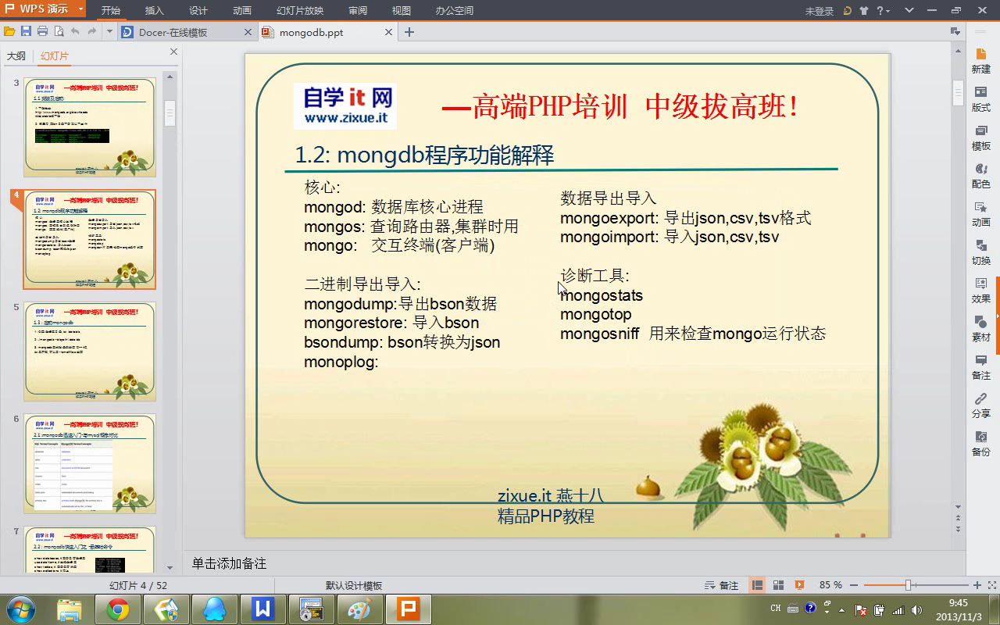 WPS 演示
开始 插入 设计 动画 幻灯片放映 审阅 视图 办公空间
未登录
Docer-在线模板
mongodb.ppt
大纲 幻灯片
3
4
5
6
7
自学 it 网
www.zixue.it
—高端PHP培训 中级拔高班!
1.2: mongdb程序功能解释
核心:
mongod: 数据库核心进程
mongos: 查询路由器,集群时用
mongo: 交互终端(客户端)
二进制导出导入:
mongodump:导出bson数据
mongorestore: 导入bson
bsondump: bson转换为json
monoplog:
数据导出导入
mongoexport: 导出json,csv,tsv格式
mongoimport: 导入json,csv,tsv
诊断工具:
mongostats
mongotop
mongosniff 用来检查mongo运行状态
zixue.it 燕十八
精品PHP教程
新建
版式
模板
配色
动画
切换
效果
素材
备注
分享
备份
单击添加备注
幻灯片 4 / 52
默认设计模板
备注
85 %
CH
9:45
2013/11/3